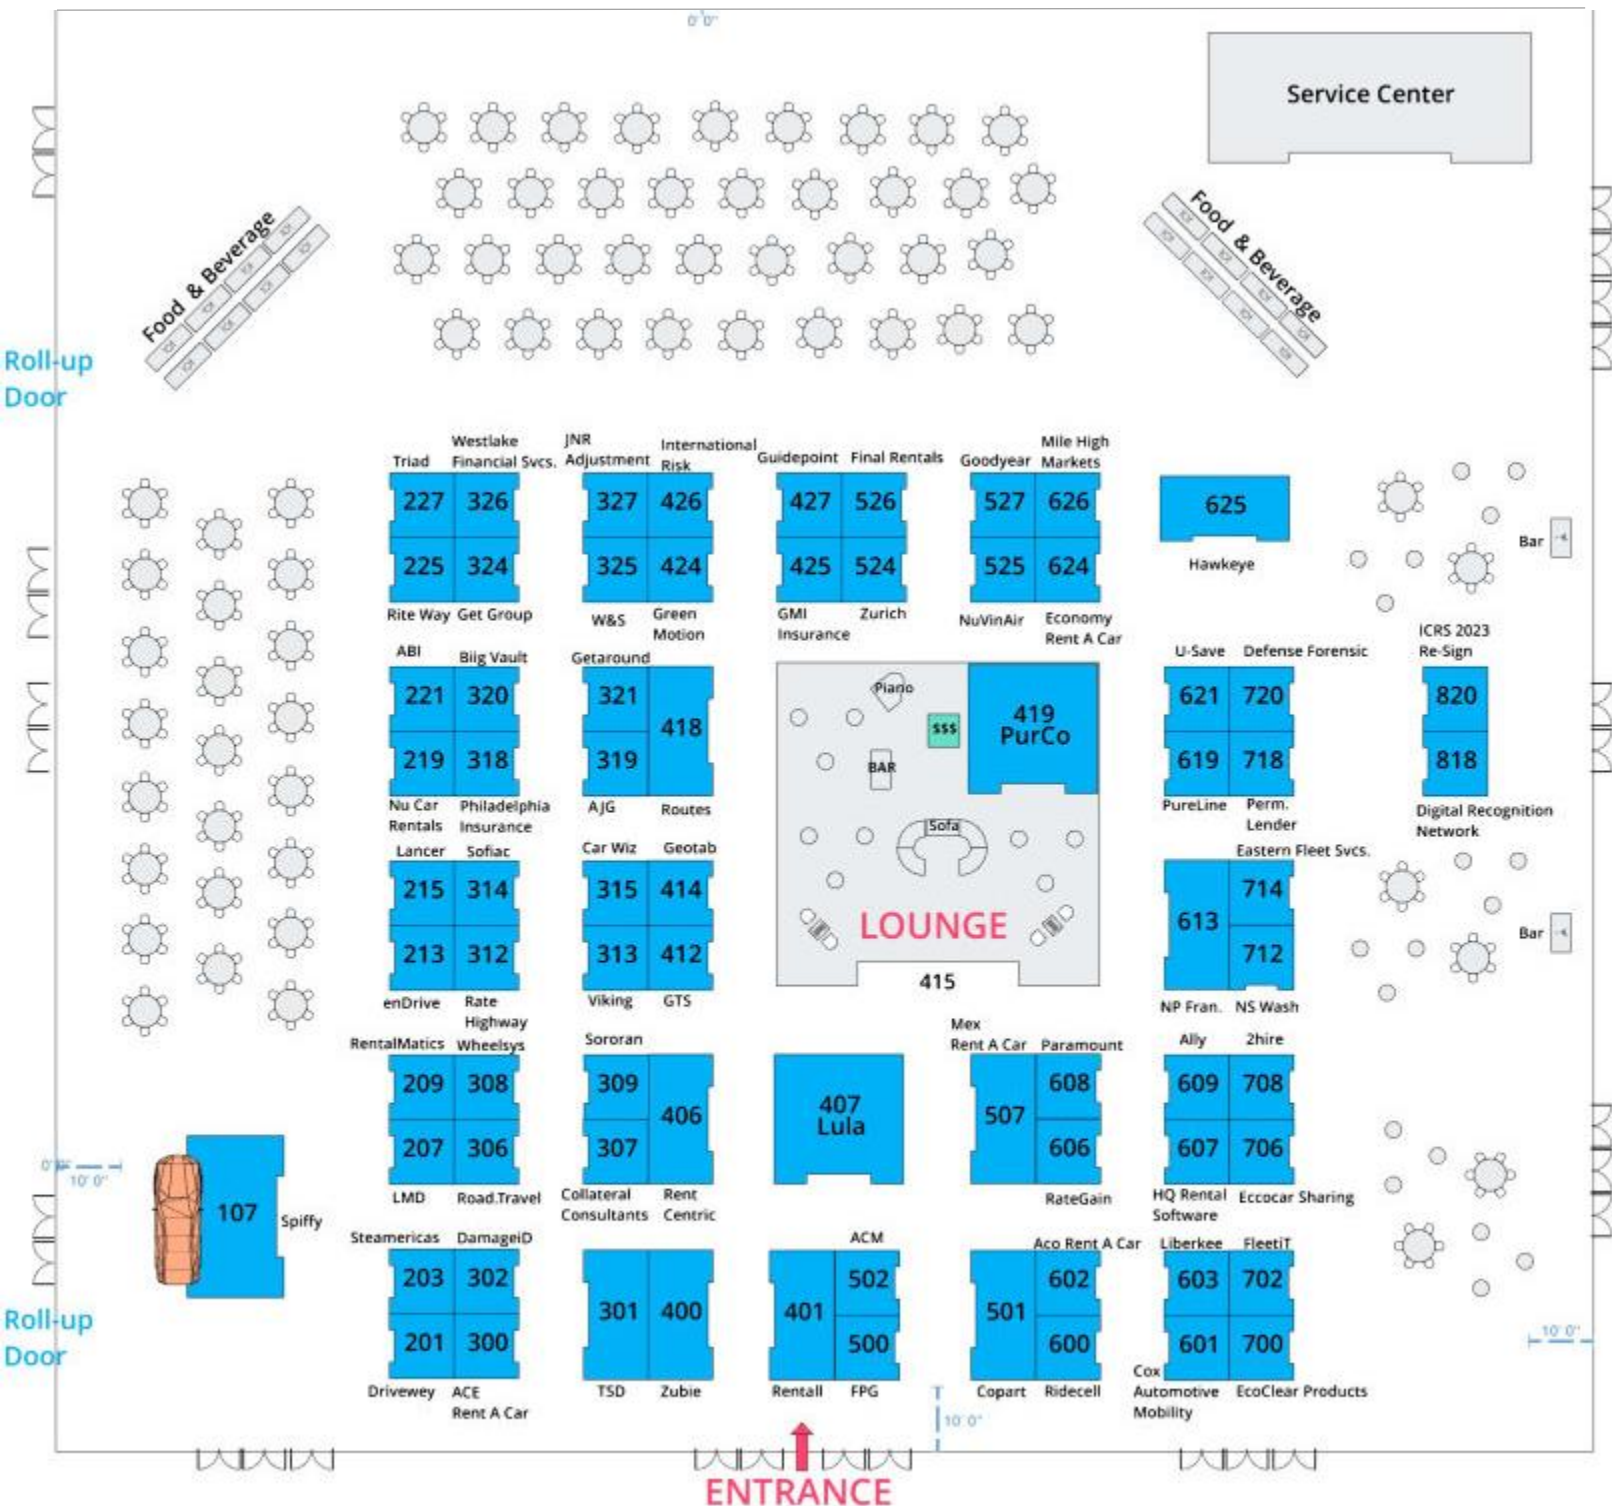 0' 0"
Service Center
Food & Beverage
Food & Beverage
Roll-up
Door
Westlake
JNR
International
Mile High
Triad
Financial Svcs.
Adjustment
Risk
Guidepoint
Final Rentals
Goodyear
Markets
227
326
327
426
427
526
527
626
625
Bar
225
324
325
424
425
524
525
624
Hawkeye
Rite Way
Get Group
W&S
Green
Motion
GMI
Insurance
Zurich
NuVinAir
Economy
Rent A Car
ICRS 2023
Re-Sign
ABI
Biig Vault
Getaround
U-Save
Defense Forensic
221
320
321
418
Piano
$$$
419
PurCo
621
720
820
219
318
319
BAR
619
718
818
Nu Car
Rentals
Philadelphia
Insurance
AJG
Routes
PureLine
Perm.
Lender
Digital Recognition
Network
Sofa
Lancer
Sofiac
Car Wiz
Geotab
Eastern Fleet Svcs.
215
314
315
414
613
714
LOUNGE
Bar
213
312
313
412
712
415
enDrive
Rate
Highway
Viking
GTS
NP Fran.
NS Wash
RentalMatics
Wheelsys
Sororan
Mex
Rent A Car
Paramount
Ally
2hire
209
308
309
406
407
Lula
507
608
609
708
207
306
307
606
607
706
0' 0"
10' 0"
LMD
Road.Travel
Collateral
Consultants
Rent
Centric
RateGain
HQ Rental
Software
Eccocar Sharing
107
Spiffy
Steamericas
DamageiD
ACM
Aco Rent A Car
Liberkee
FleetiT
203
302
301
400
401
502
501
602
603
702
Roll-up
Door
201
300
500
600
601
700
10' 0"
Drivewey
ACE
Rent A Car
TSD
Zubie
Rentall
FPG
Copart
Ridecell
Cox
Automotive
Mobility
EcoClear Products
10' 0"
ENTRANCE